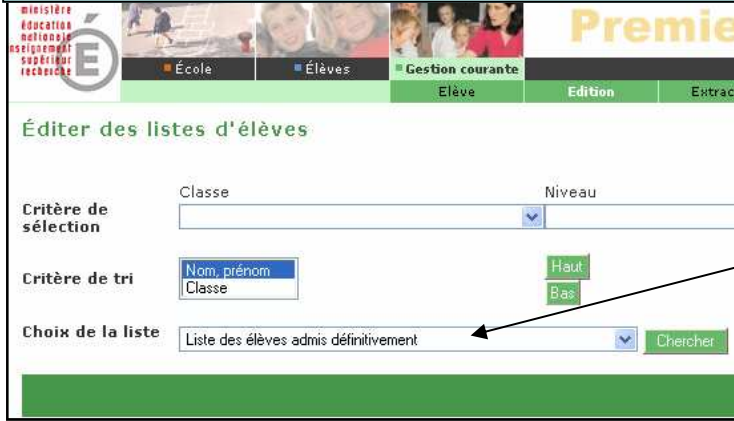 ministère
éducation
nationale
nseignement
supérieur
recherche
É
Premie
École
Élèves
Gestion courante
Elève
Edition
Extrac
Éditer des listes d'élèves
Classe
Niveau
Critère de
sélection
Critère de tri
Nom, prénom
Classe
Haut
Bas
Choix de la liste
Liste des élèves admis définitivement
Chercher